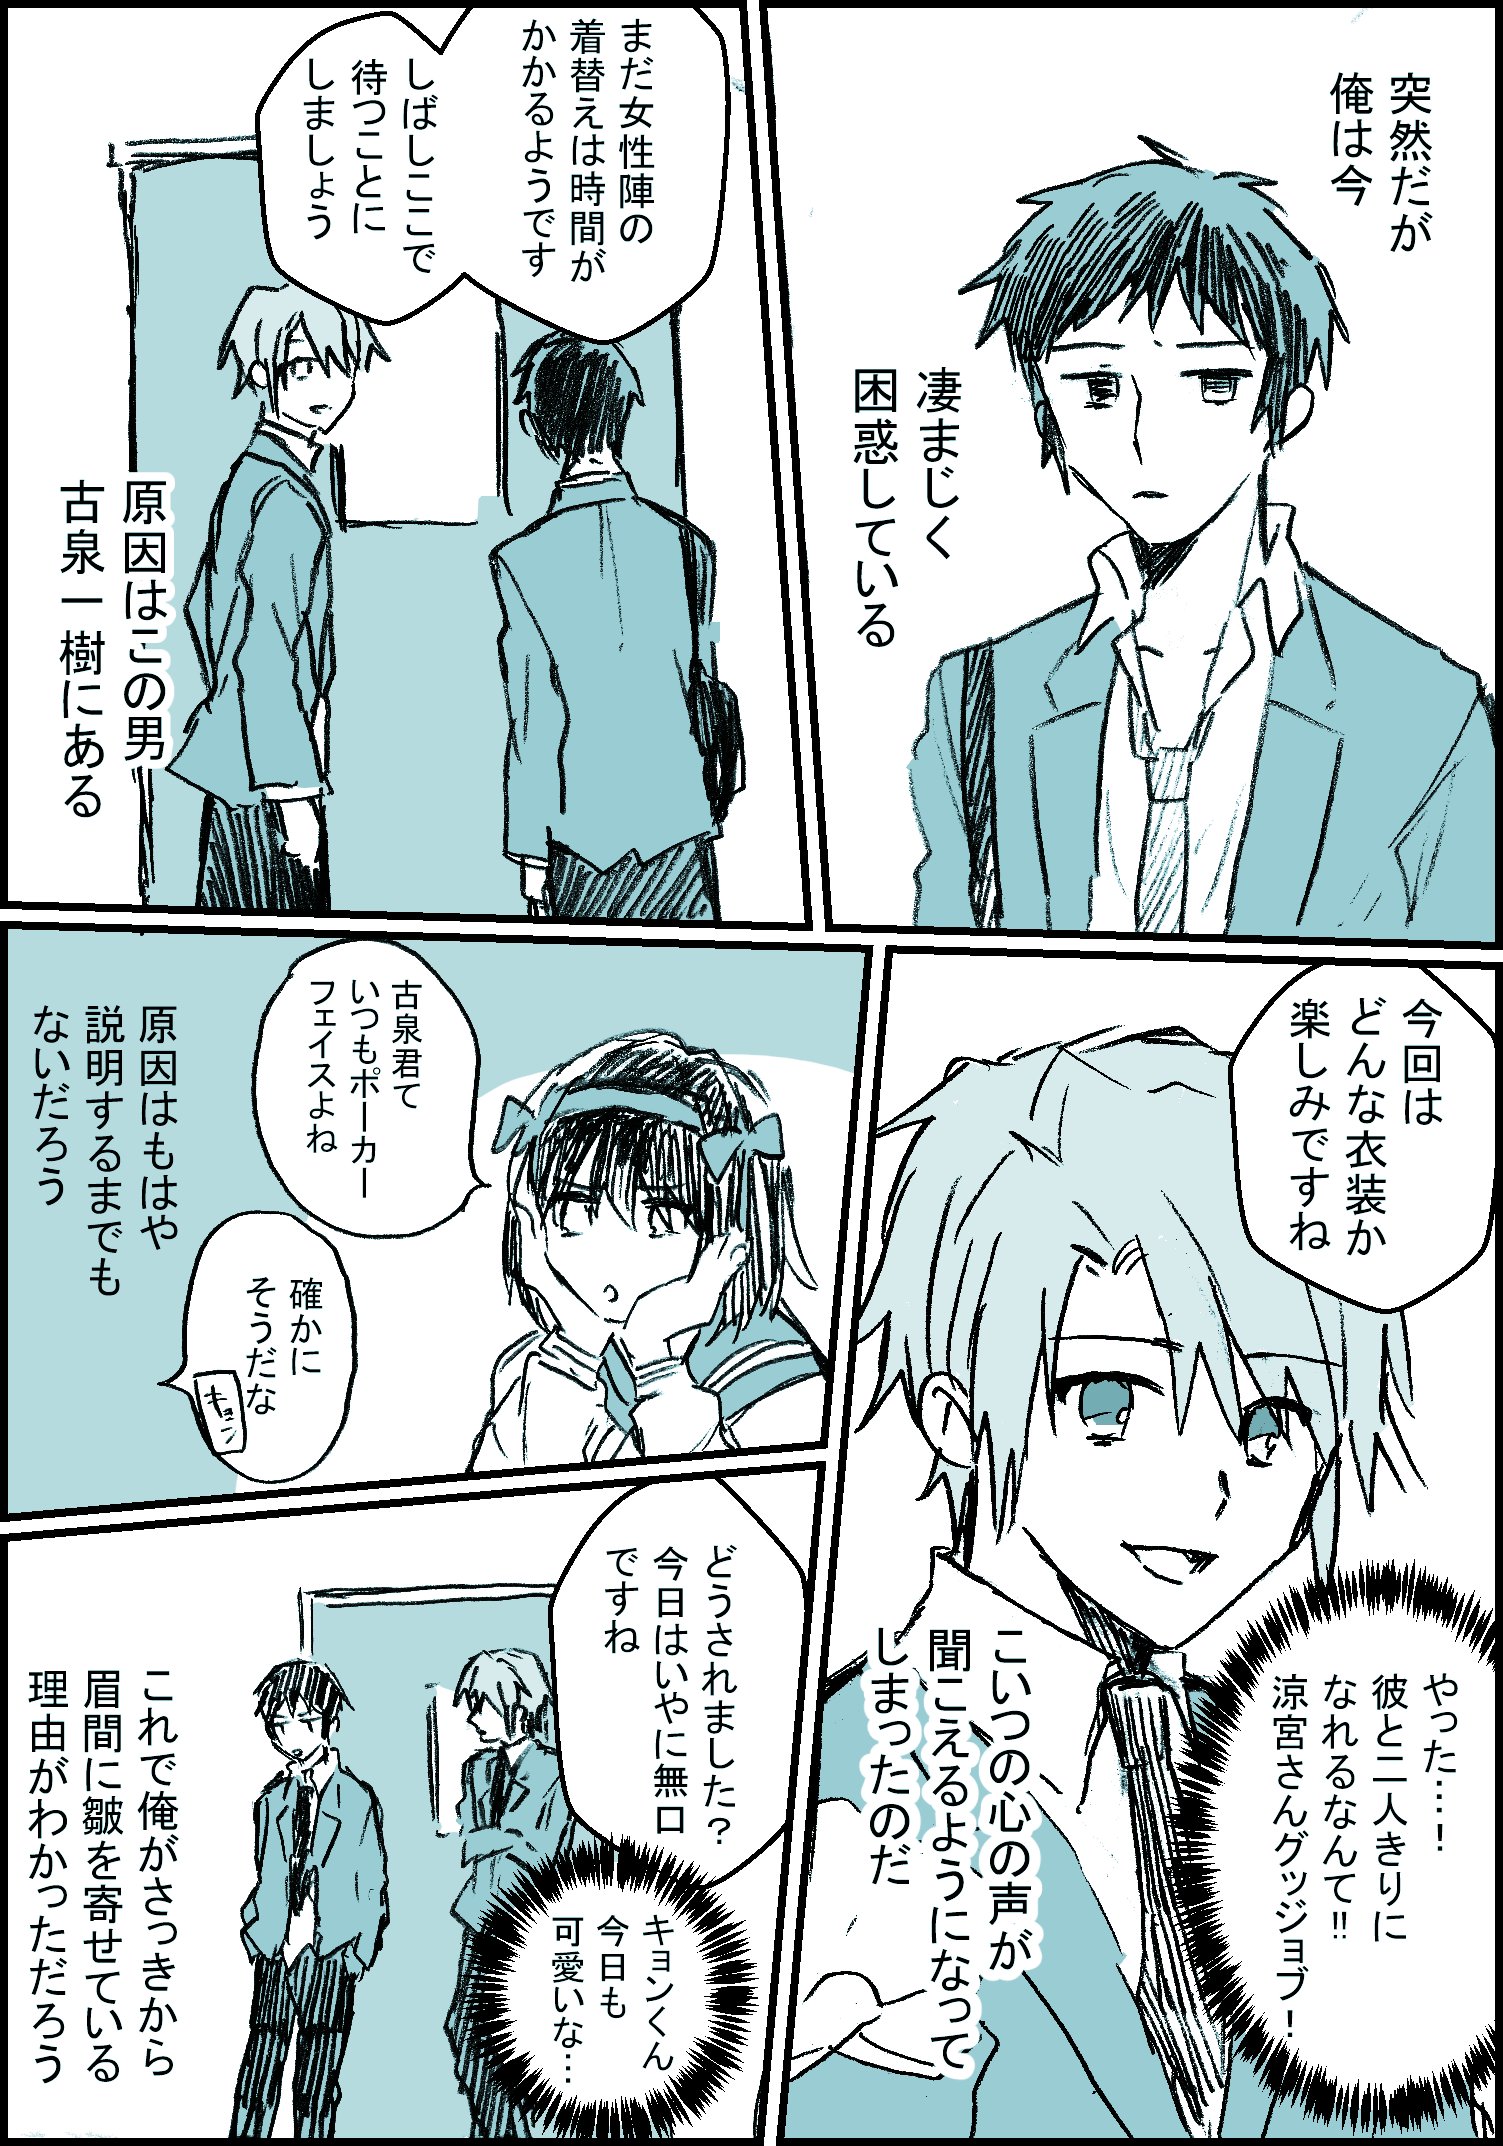 突然だが
俺は今
凄まじく
困惑している
まだ女性陣の
着替えは時間が
かかるようです
しばしここで
待つことに
しましょう
原因はこの男
古泉一樹にある
今回は
どんな衣装か
楽しみですね
やった…！
彼と二人きりに
なれるなんて!!
涼宮さんグッジョブ！
こいつの心の声が
聞こえるようになって
しまったのだ
古泉君て
いつもポーカー
フェイスよね
確かに
そうだな
キョン
原因はもはや
説明するまでも
ないだろう
どうされました？
今日はいやに無口
ですね
キョンくん
今日も
可愛いな…
これで俺がさっきから
眉間に皺を寄せている
理由がわかっただろう